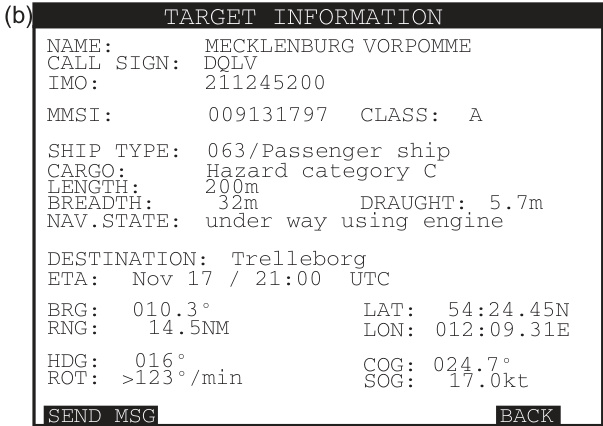 (b)
TARGET INFORMATION
NAME: MECKLENBURG VORPOMME
CALL SIGN: DQLV
IMO: 211245200
MMSI: 009131797 CLASS: A
SHIP TYPE: 063/Passenger ship
CARGO: Hazard category C
LENGTH: 200m
BREADTH: 32m DRAUGHT: 5.7m
NAV.STATE: under way using engine
DESTINATION: Trelleborg
ETA: Nov 17 / 21:00 UTC
BRG: 010.3° LAT: 54:24.45N
RNG: 14.5NM LON: 012:09.31E
HDG: 016° COG: 024.7°
ROT: >123°/min SOG: 17.0kt
SEND MSG BACK